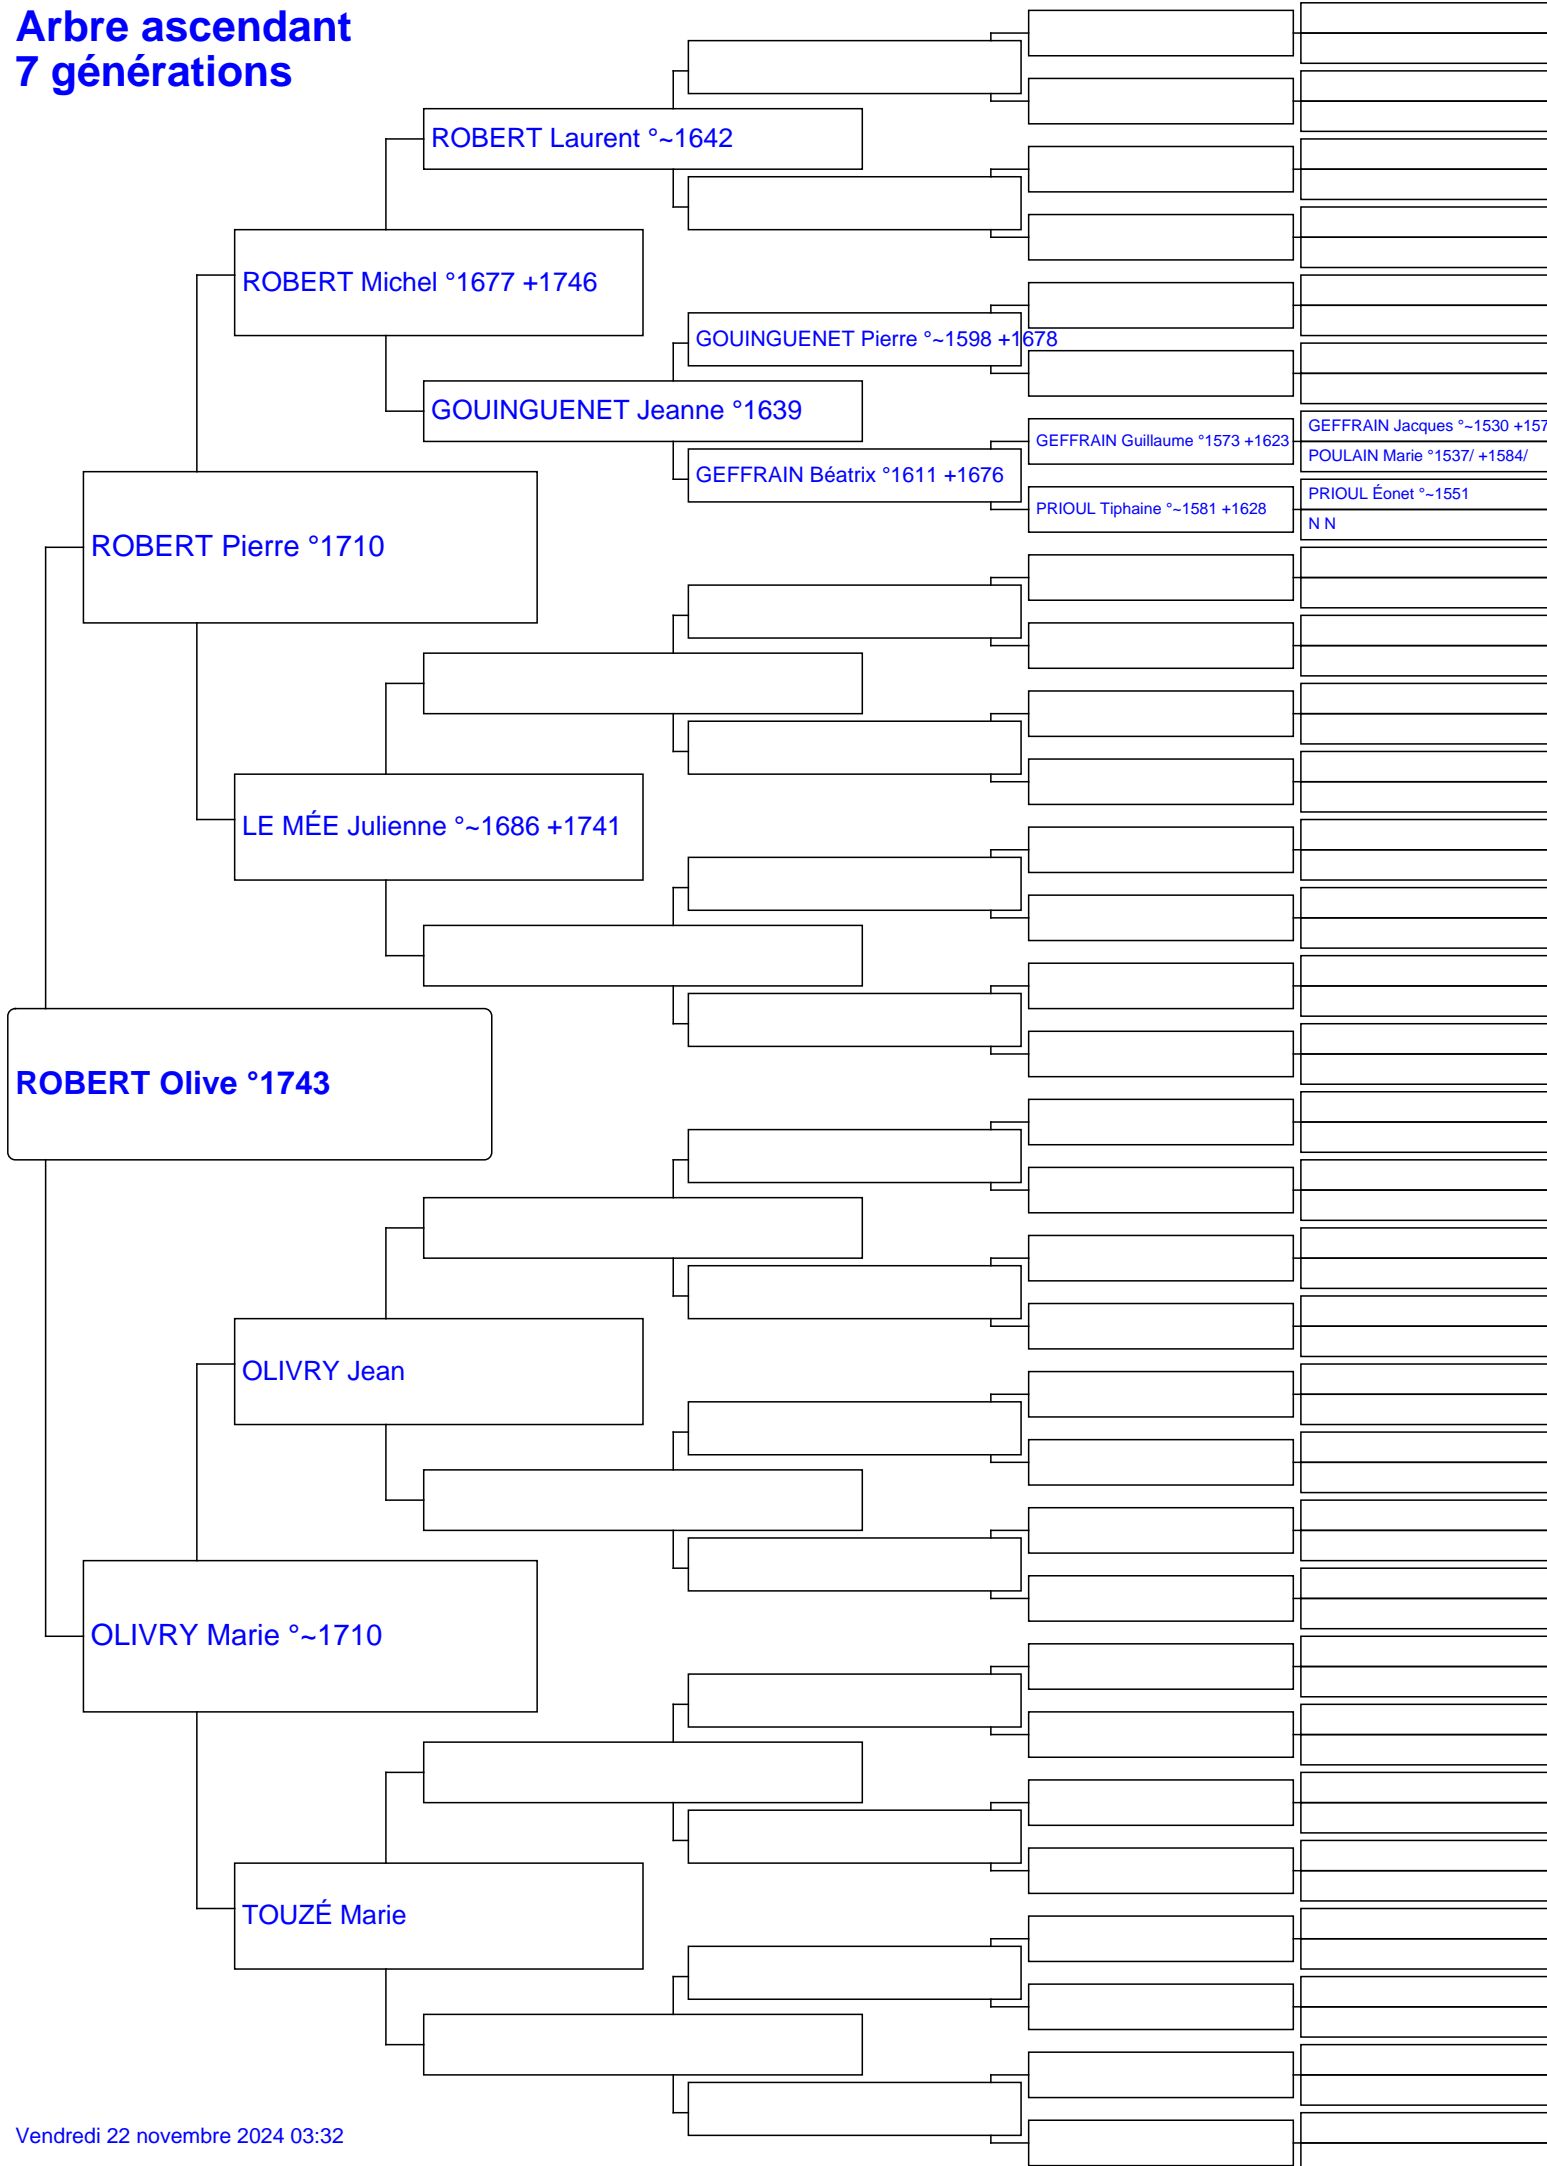 Arbre ascendant
7 générations
ROBERT Laurent °~1642
ROBERT Michel °1677 +1746
GOUINGUENET Pierre °~1598 +1678
GOUINGUENET Jeanne °1639
GEFFRAIN Jacques °~1530 +157
GEFFRAIN Guillaume °1573 +1623
POULAIN Marie °1537/ +1584/
GEFFRAIN Béatrix °1611 +1676
PRIOUL Éonet °~1551
PRIOUL Tiphaine °~1581 +1628
N N
ROBERT Pierre °1710
LE MÉE Julienne °~1686 +1741
ROBERT Olive °1743
OLIVRY Jean
OLIVRY Marie °~1710
TOUZÉ Marie
Vendredi 22 novembre 2024 03:32